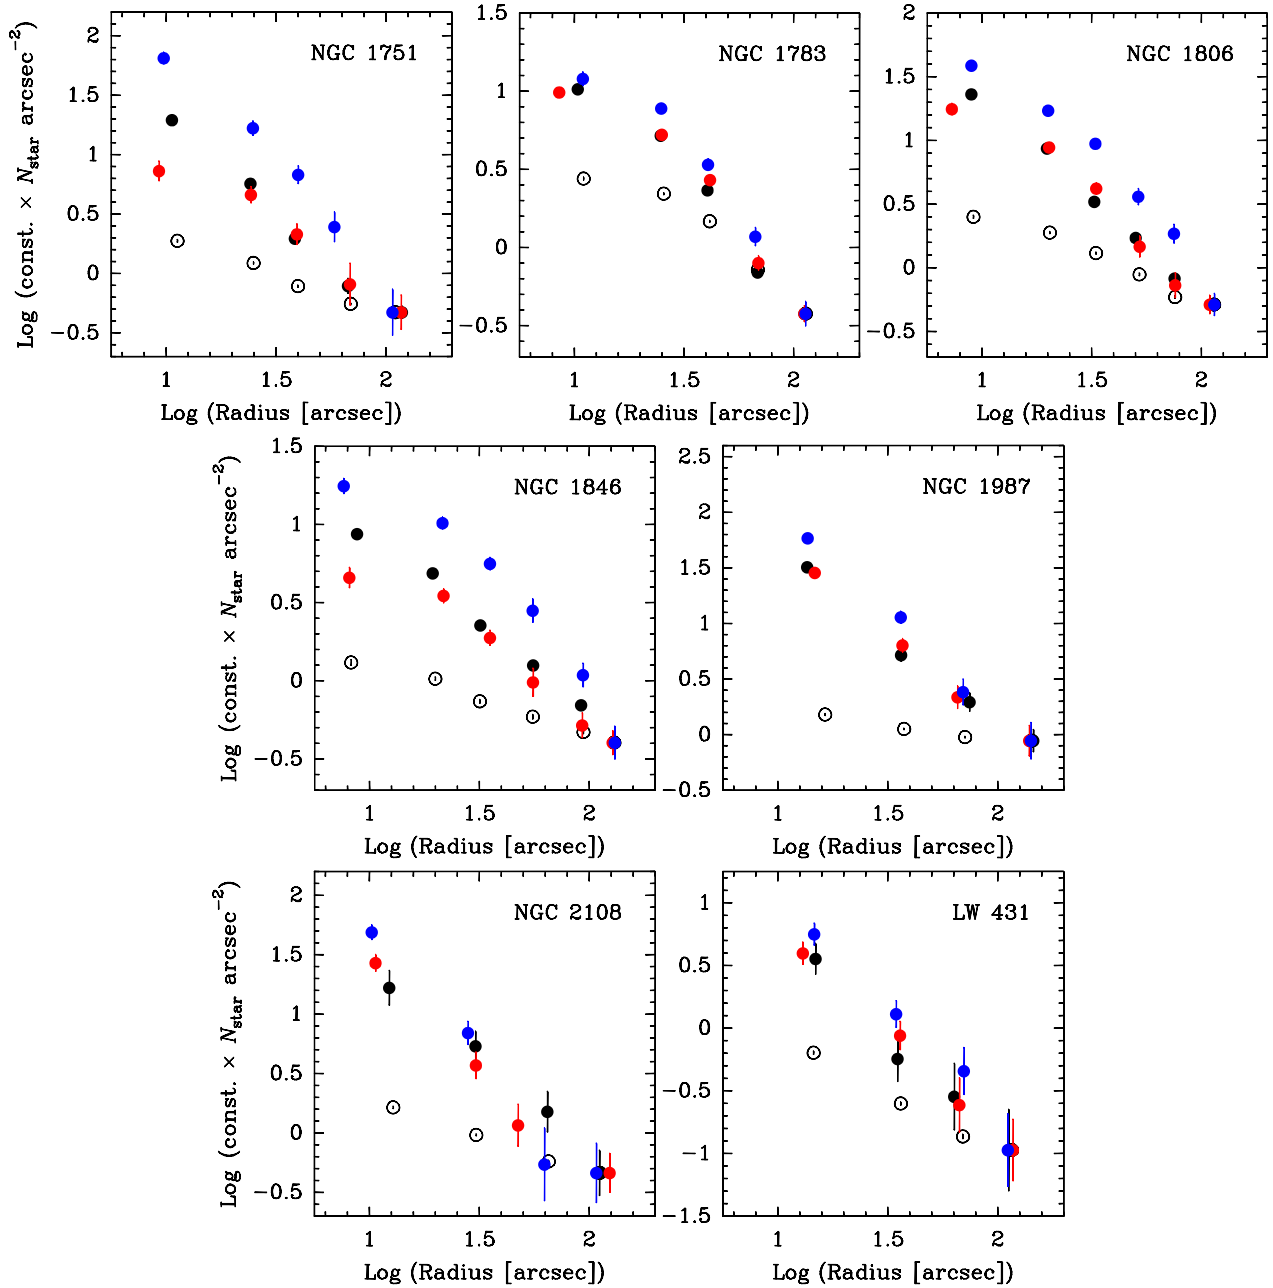 NGC 1751
NGC 1783
NGC 1806
Log (const. × N_star arcsec⁻²)
2
1.5
1
0.5
0
−0.5
1.5
1
0.5
0
−0.5
2
1.5
1
0.5
0
−0.5
1 1.5 2
1 1.5 2
1 1.5 2
Log (Radius [arcsec])
Log (Radius [arcsec])
Log (Radius [arcsec])
NGC 1846
NGC 1987
Log (const. × N_star arcsec⁻²)
1.5
1
0.5
0
−0.5
2.5
2
1.5
1
0.5
0
−0.5
1 1.5 2
1 1.5 2
Log (Radius [arcsec])
Log (Radius [arcsec])
NGC 2108
LW 431
Log (const. × N_star arcsec⁻²)
2
1.5
1
0.5
0
−0.5
1
0.5
0
−0.5
−1
−1.5
1 1.5 2
1 1.5 2
Log (Radius [arcsec])
Log (Radius [arcsec])